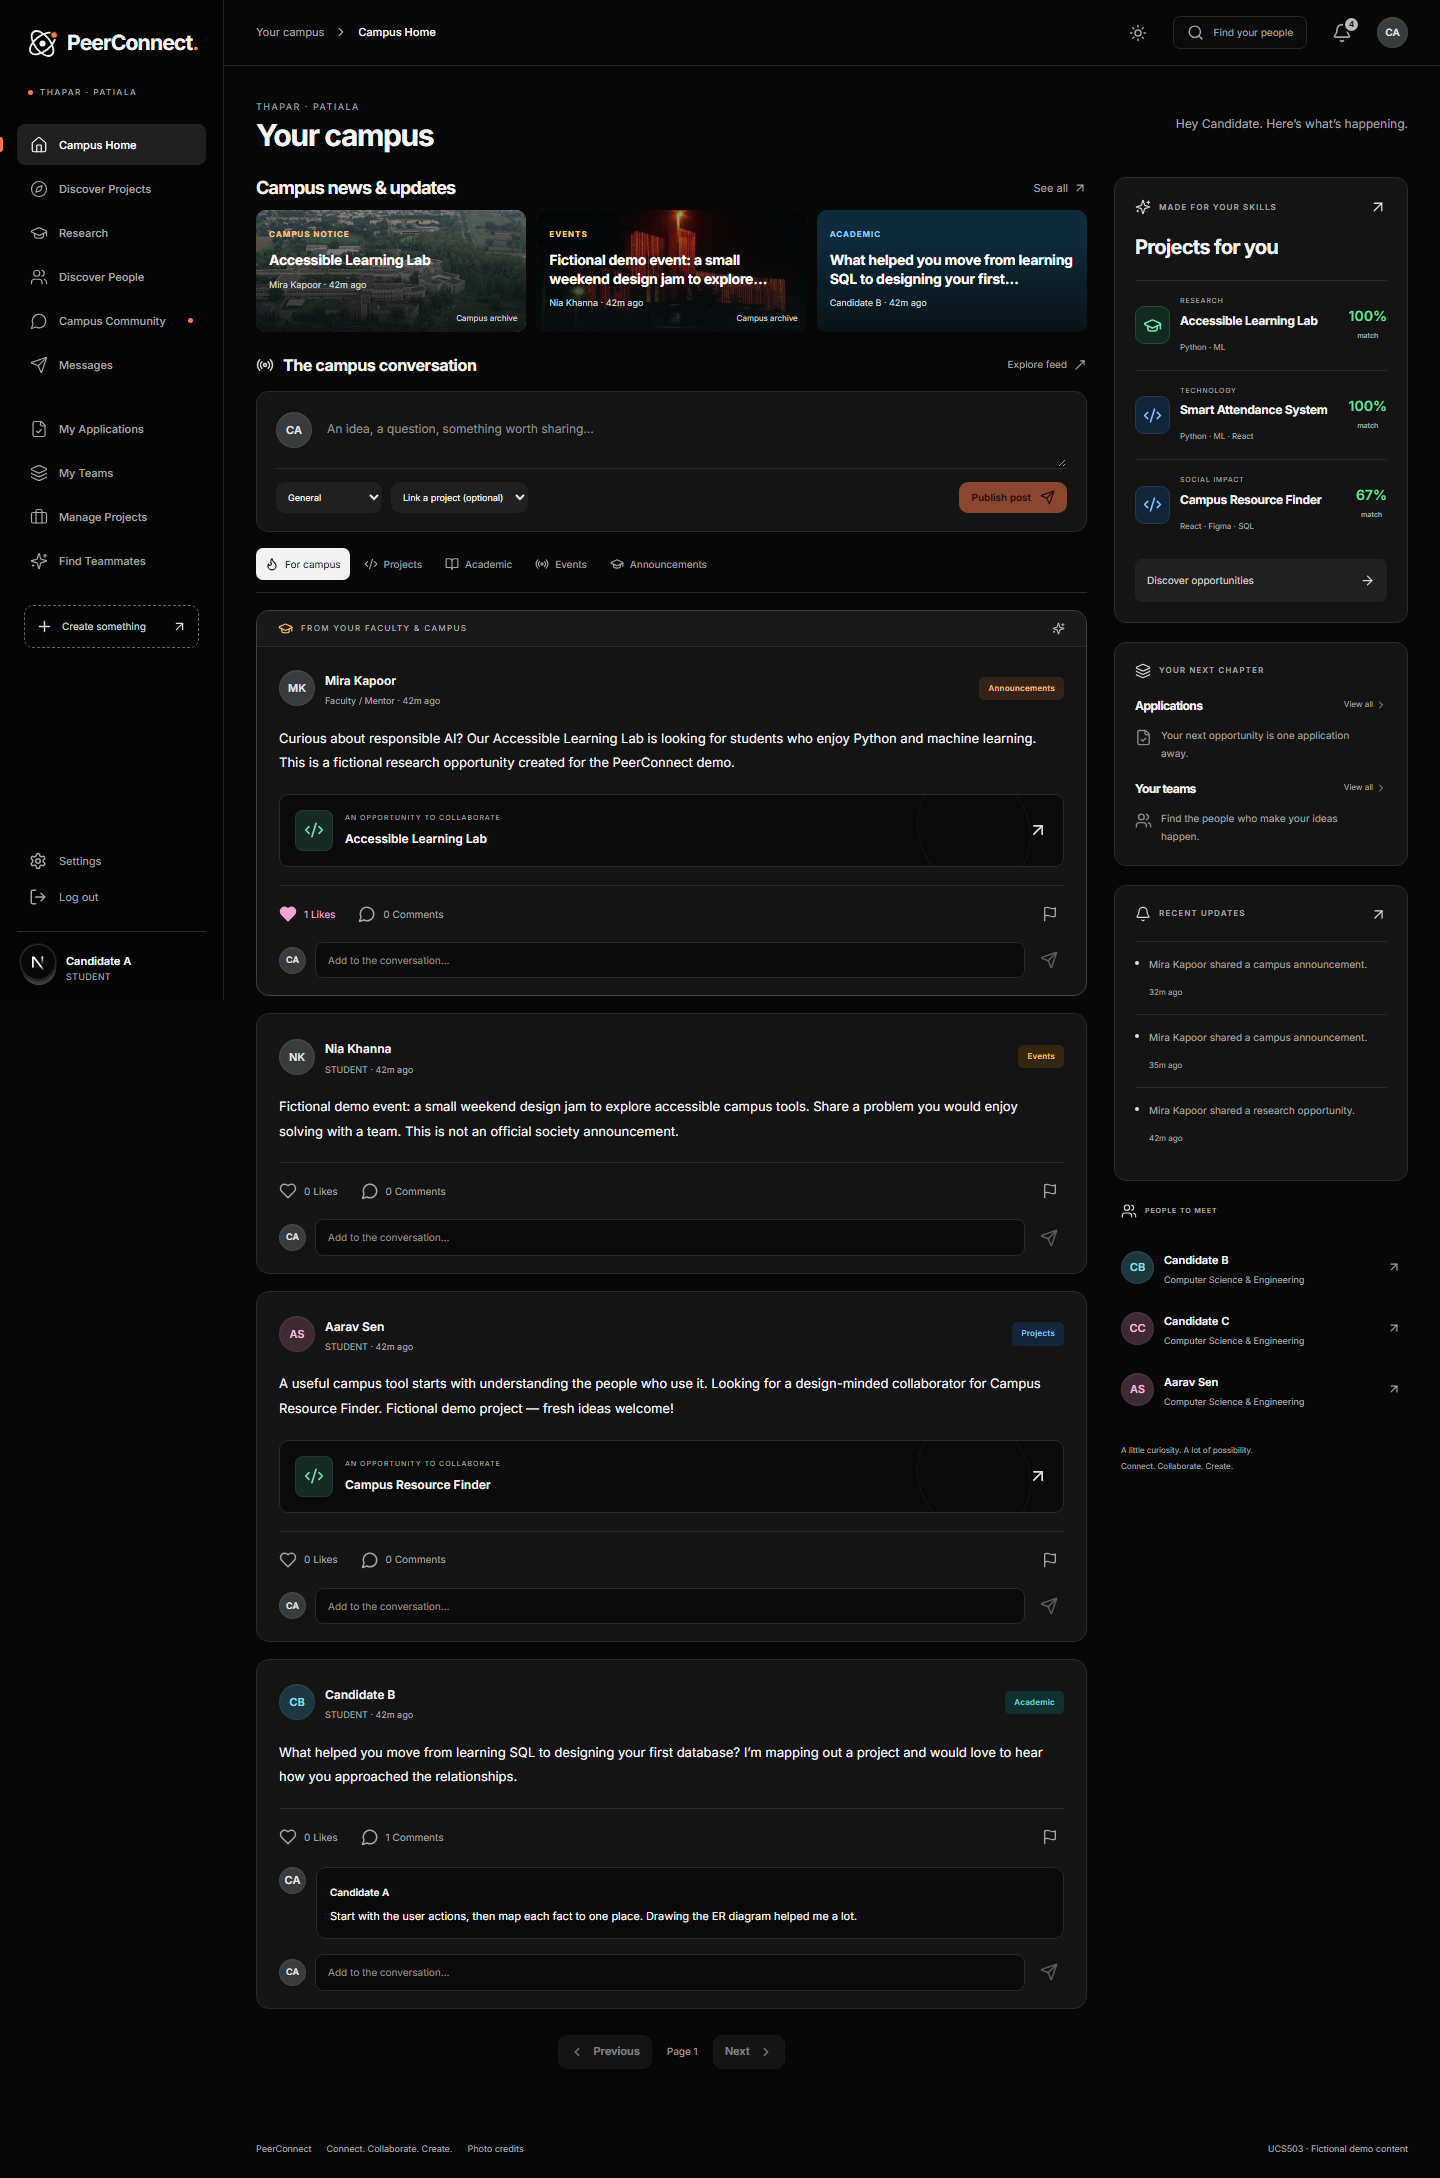 PeerConnect.
THAPAR · PATIALA
Campus Home
Discover Projects
Research
Discover People
Campus Community
Messages
My Applications
My Teams
Manage Projects
Find Teammates
Create something
Settings
Log out
N
Candidate A
STUDENT
Your campus
Campus Home
Find your people
4
CA
THAPAR · PATIALA
Your campus
Hey Candidate. Here’s what’s happening.
Campus news & updates
See all
CAMPUS NOTICE
Accessible Learning Lab
Mira Kapoor · 42m ago
Campus archive
EVENTS
Fictional demo event: a small
weekend design jam to explore...
Nia Khanna · 42m ago
Campus archive
ACADEMIC
What helped you move from learning
SQL to designing your first...
Candidate B · 42m ago
The campus conversation
Explore feed
CA
An idea, a question, something worth sharing...
General
Link a project (optional)
Publish post
For campus
Projects
Academic
Events
Announcements
FROM YOUR FACULTY & CAMPUS
MK
Mira Kapoor
Faculty / Mentor · 42m ago
Announcements
Curious about responsible AI? Our Accessible Learning Lab is looking for students who enjoy Python and machine learning.
This is a fictional research opportunity created for the PeerConnect demo.
AN OPPORTUNITY TO COLLABORATE
Accessible Learning Lab
1 Likes
0 Comments
CA
Add to the conversation...
NK
Nia Khanna
STUDENT · 42m ago
Events
Fictional demo event: a small weekend design jam to explore accessible campus tools. Share a problem you would enjoy
solving with a team. This is not an official society announcement.
0 Likes
0 Comments
CA
Add to the conversation...
AS
Aarav Sen
STUDENT · 42m ago
Projects
A useful campus tool starts with understanding the people who use it. Looking for a design-minded collaborator for Campus
Resource Finder. Fictional demo project — fresh ideas welcome!
AN OPPORTUNITY TO COLLABORATE
Campus Resource Finder
0 Likes
0 Comments
CA
Add to the conversation...
CB
Candidate B
STUDENT · 42m ago
Academic
What helped you move from learning SQL to designing your first database? I’m mapping out a project and would love to hear
how you approached the relationships.
0 Likes
1 Comments
CA
Candidate A
Start with the user actions, then map each fact to one place. Drawing the ER diagram helped me a lot.
CA
Add to the conversation...
Previous
Page 1
Next
MADE FOR YOUR SKILLS
Projects for you
RESEARCH
Accessible Learning Lab
Python · ML
100%
match
TECHNOLOGY
Smart Attendance System
Python · ML · React
100%
match
SOCIAL IMPACT
Campus Resource Finder
React · Figma · SQL
67%
match
Discover opportunities
YOUR NEXT CHAPTER
Applications
View all
Your next opportunity is one application
away.
Your teams
View all
Find the people who make your ideas
happen.
RECENT UPDATES
Mira Kapoor shared a campus announcement.
32m ago
Mira Kapoor shared a campus announcement.
35m ago
Mira Kapoor shared a research opportunity.
42m ago
PEOPLE TO MEET
CB
Candidate B
Computer Science & Engineering
CC
Candidate C
Computer Science & Engineering
AS
Aarav Sen
Computer Science & Engineering
A little curiosity. A lot of possibility.
Connect. Collaborate. Create.
PeerConnect
Connect. Collaborate. Create.
Photo credits
UCS503 · Fictional demo content